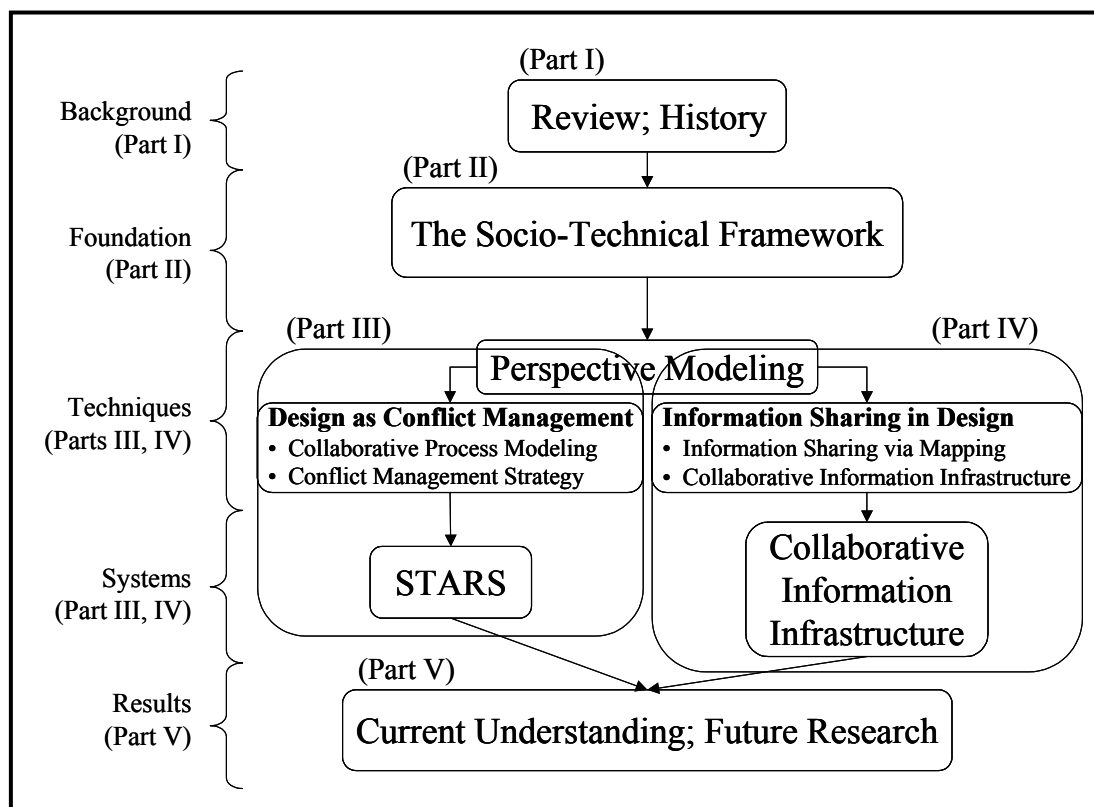 (Part I)
Background
(Part I)
Review; History
(Part II)
Foundation
(Part II)
The Socio-Technical Framework
(Part III)
(Part IV)
Perspective Modeling
Techniques
(Parts III, IV)
Design as Conflict Management
• Collaborative Process Modeling
• Conflict Management Strategy
Information Sharing in Design
• Information Sharing via Mapping
• Collaborative Information Infrastructure
Systems
(Part III, IV)
STARS
Collaborative
Information
Infrastructure
(Part V)
Results
(Part V)
Current Understanding; Future Research